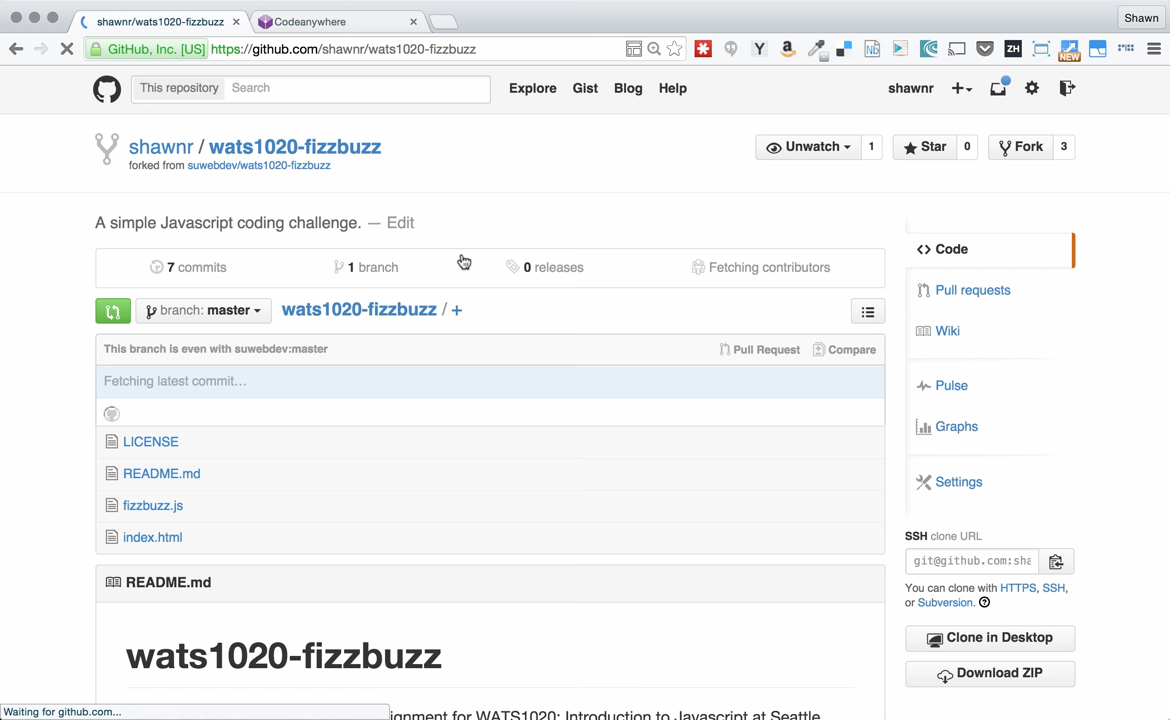 shawnr/wats1020-fizzbuzz
Codeanywhere
Shawn
GitHub, Inc. [US] https://github.com/shawnr/wats1020-fizzbuzz
Y
a
Nb
ZH
NEW
This repository Search
Explore Gist Blog Help
shawnr
shawnr / wats1020-fizzbuzz
forked from suwebdev/wats1020-fizzbuzz
Unwatch 1
Star 0
Fork 3
A simple Javascript coding challenge. — Edit
7 commits
1 branch
0 releases
Fetching contributors
branch: master
wats1020-fizzbuzz / +
This branch is even with suwebdev:master
Pull Request
Compare
Fetching latest commit…
LICENSE
README.md
fizzbuzz.js
index.html
README.md
wats1020-fizzbuzz
ignment for WATS1020: Introduction to Javascript at Seattle
Code
Pull requests
Wiki
Pulse
Graphs
Settings
SSH clone URL
git@github.com:sha
You can clone with HTTPS, SSH,
or Subversion.
Clone in Desktop
Download ZIP
Waiting for github.com...